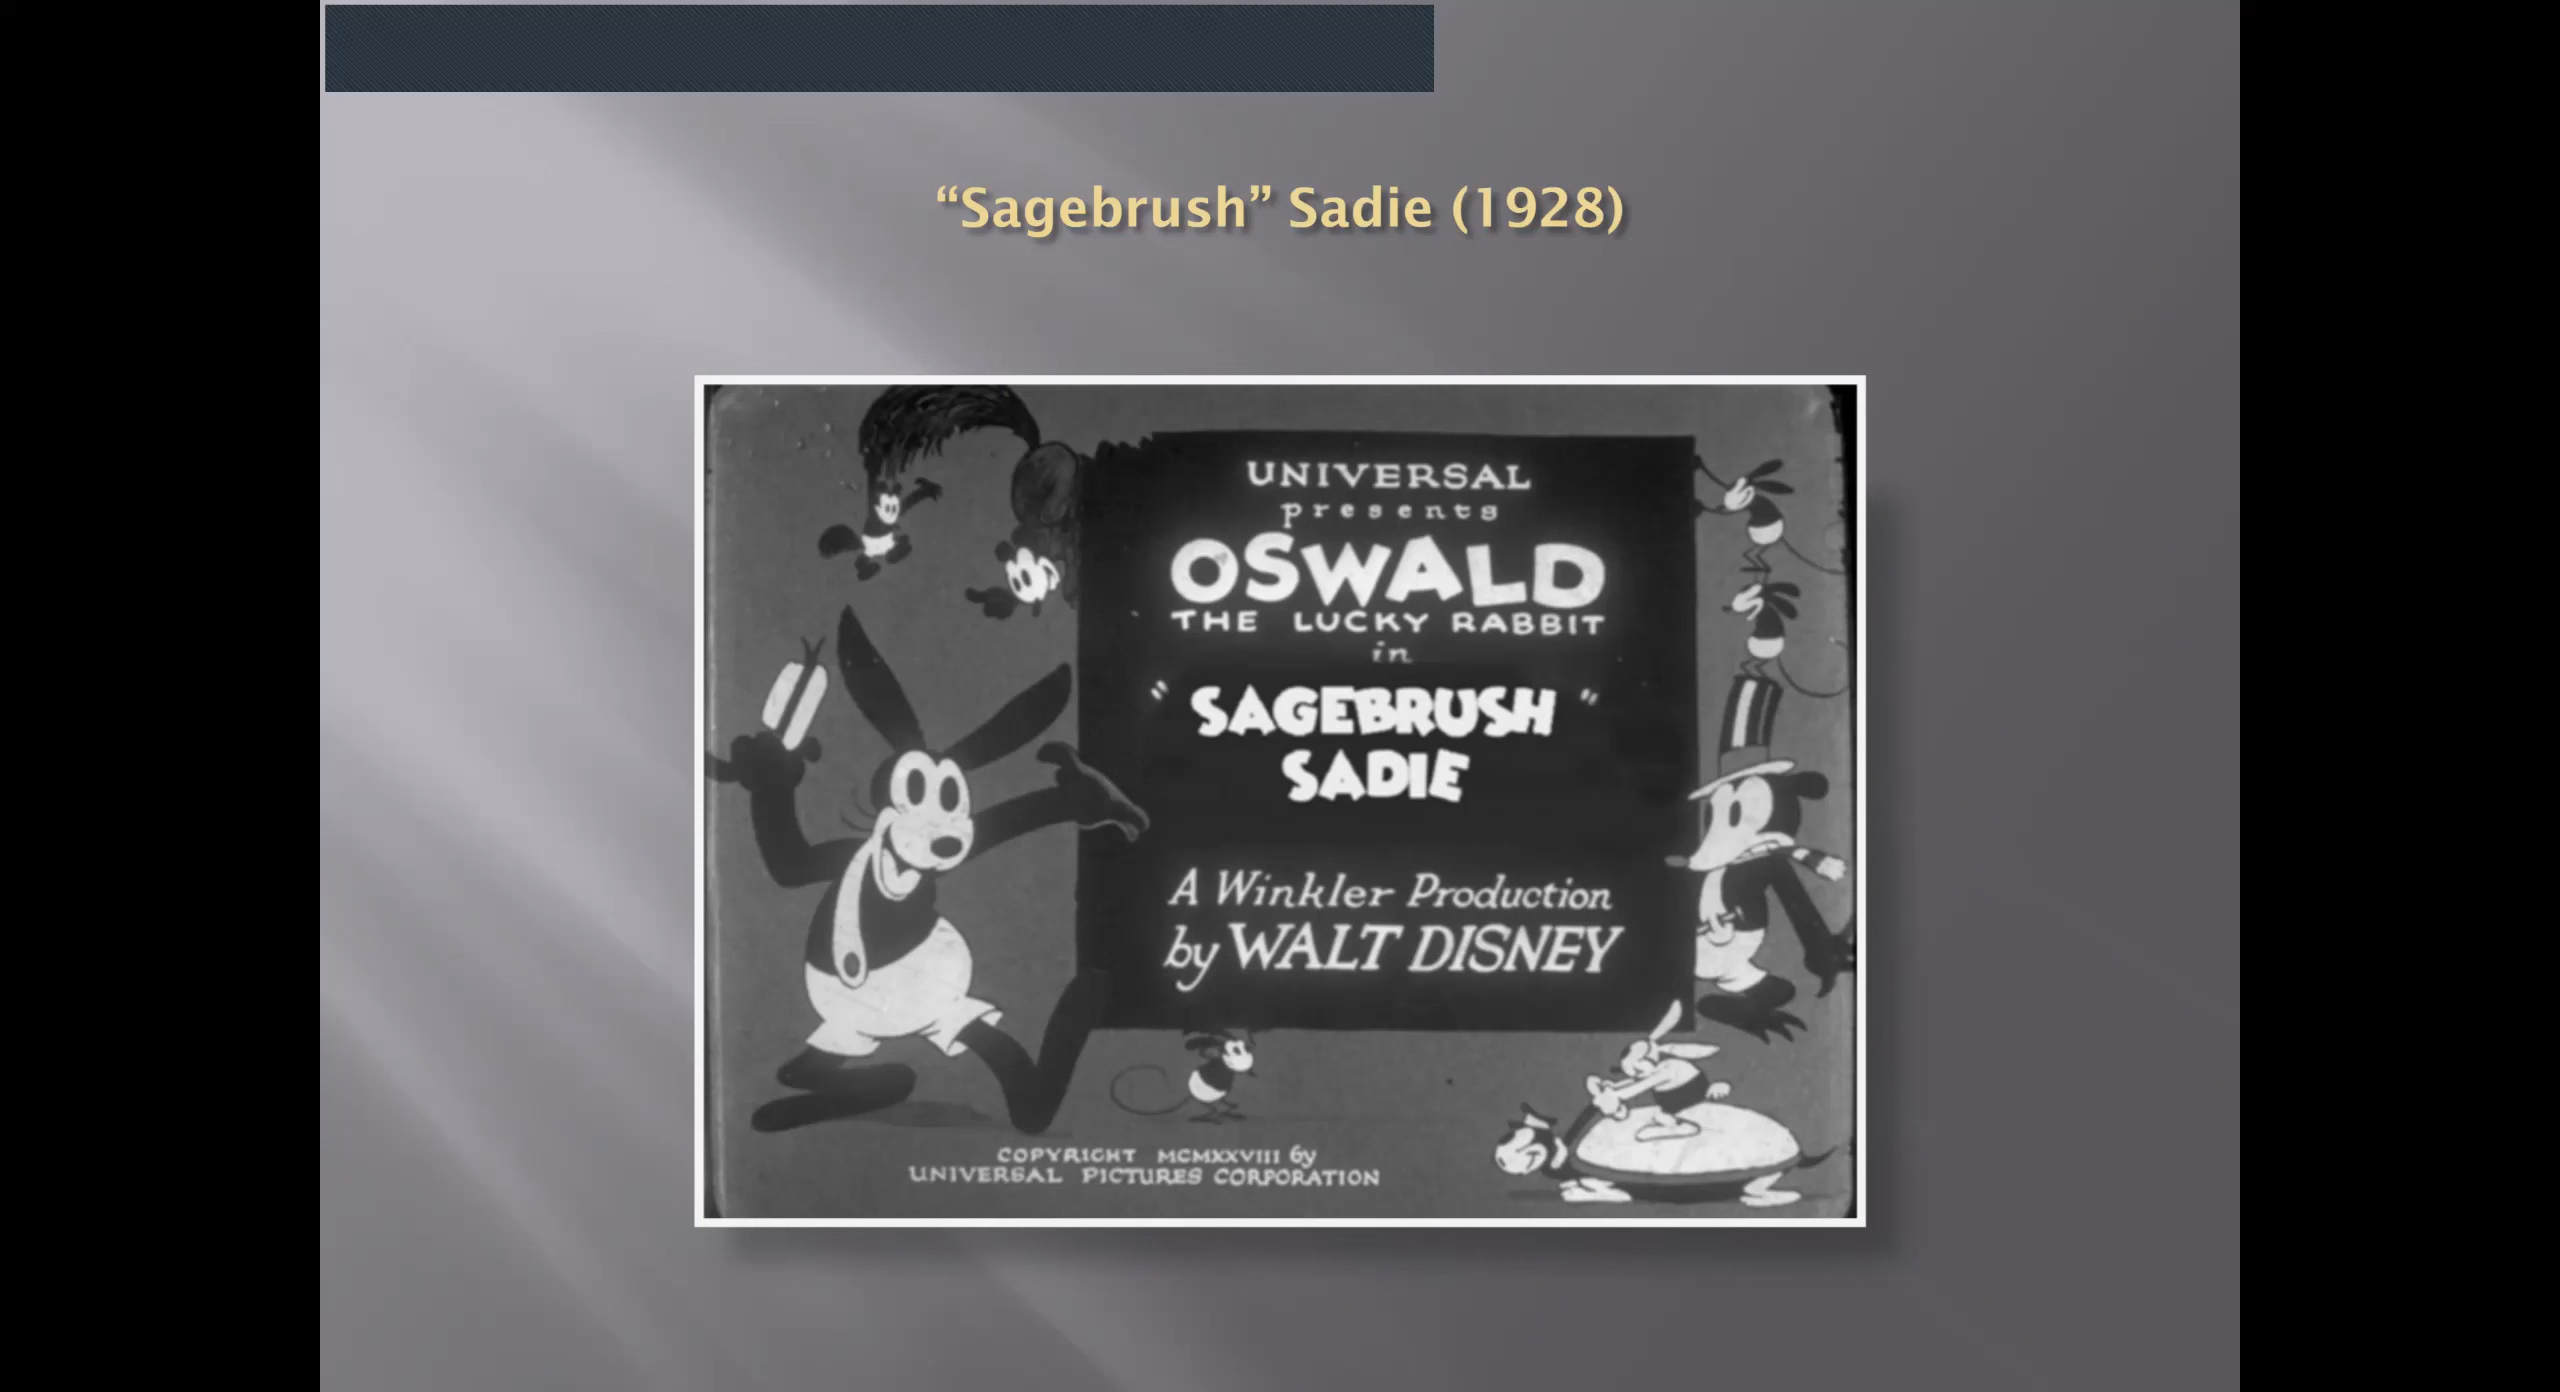 “Sagebrush” Sadie (1928)
UNIVERSAL
presents
OSWALD
THE LUCKY RABBIT
in
"SAGEBRUSH"
SADIE
A Winkler Production
by WALT DISNEY
COPYRIGHT MCMXXVIII by
UNIVERSAL PICTURES CORPORATION